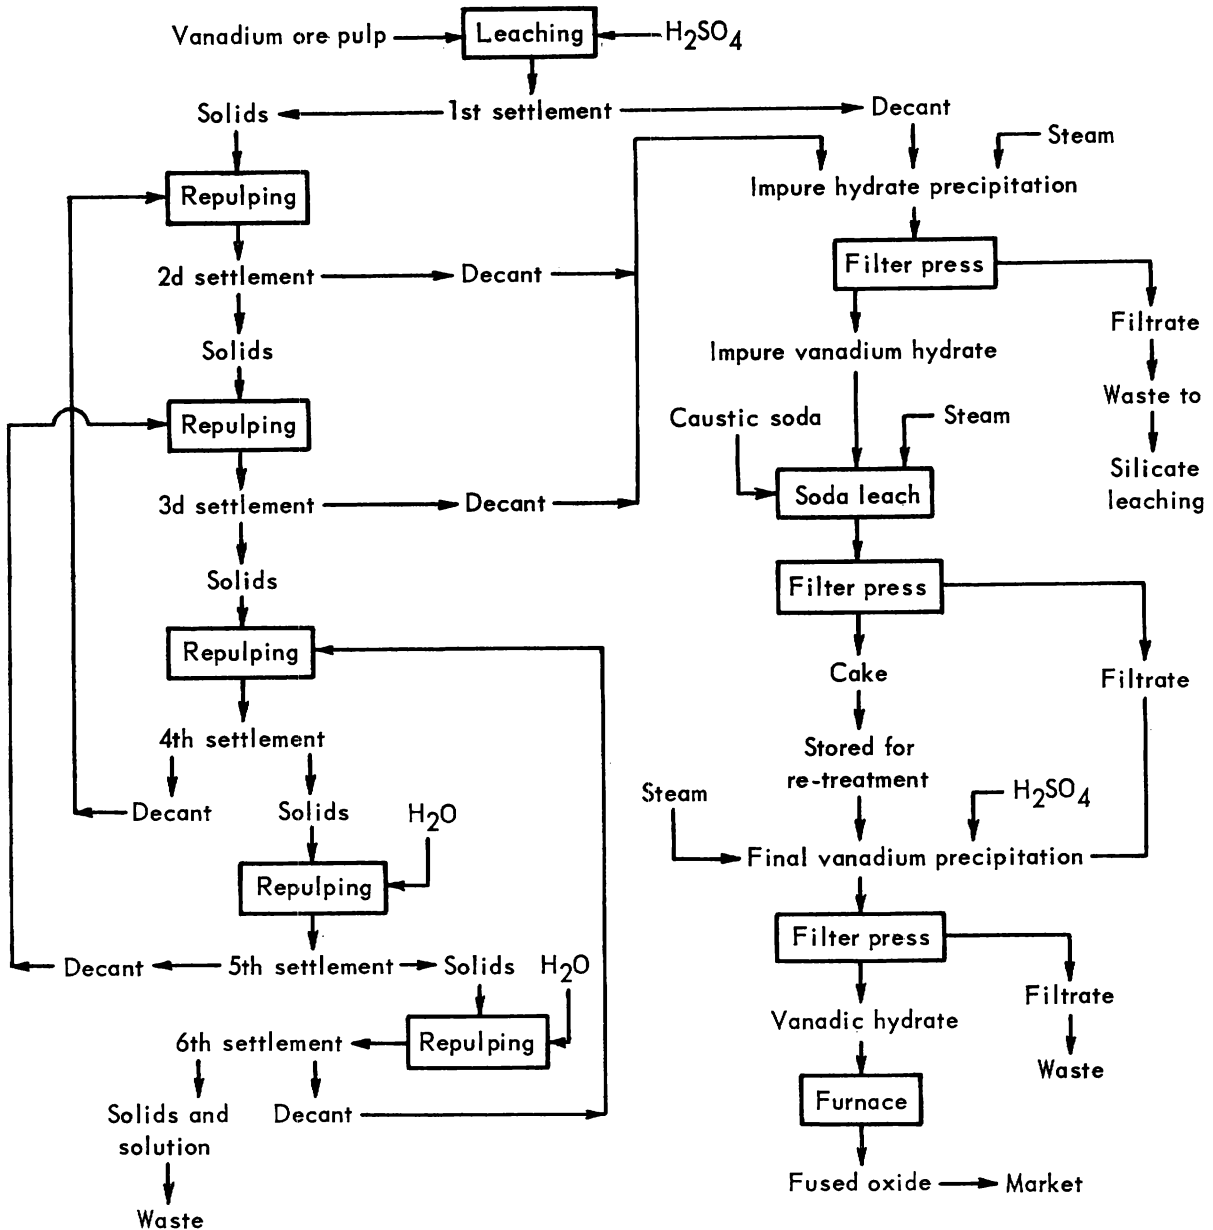 Vanadium ore pulp
Leaching
H2SO4
Solids
1st settlement
Decant
Steam
Repulping
Impure hydrate precipitation
2d settlement
Decant
Filter press
Filtrate
Solids
Impure vanadium hydrate
Waste to
Repulping
Caustic soda
Steam
Silicate
leaching
3d settlement
Decant
Soda leach
Solids
Filter press
Repulping
Cake
Filtrate
4th settlement
Stored for
re-treatment
Decant
Solids
H2O
Steam
H2SO4
Final vanadium precipitation
Repulping
Filter press
Decant
5th settlement
Solids
H2O
Filtrate
Vanadic hydrate
6th settlement
Repulping
Waste
Solids and
solution
Decant
Furnace
Fused oxide
Market
Waste